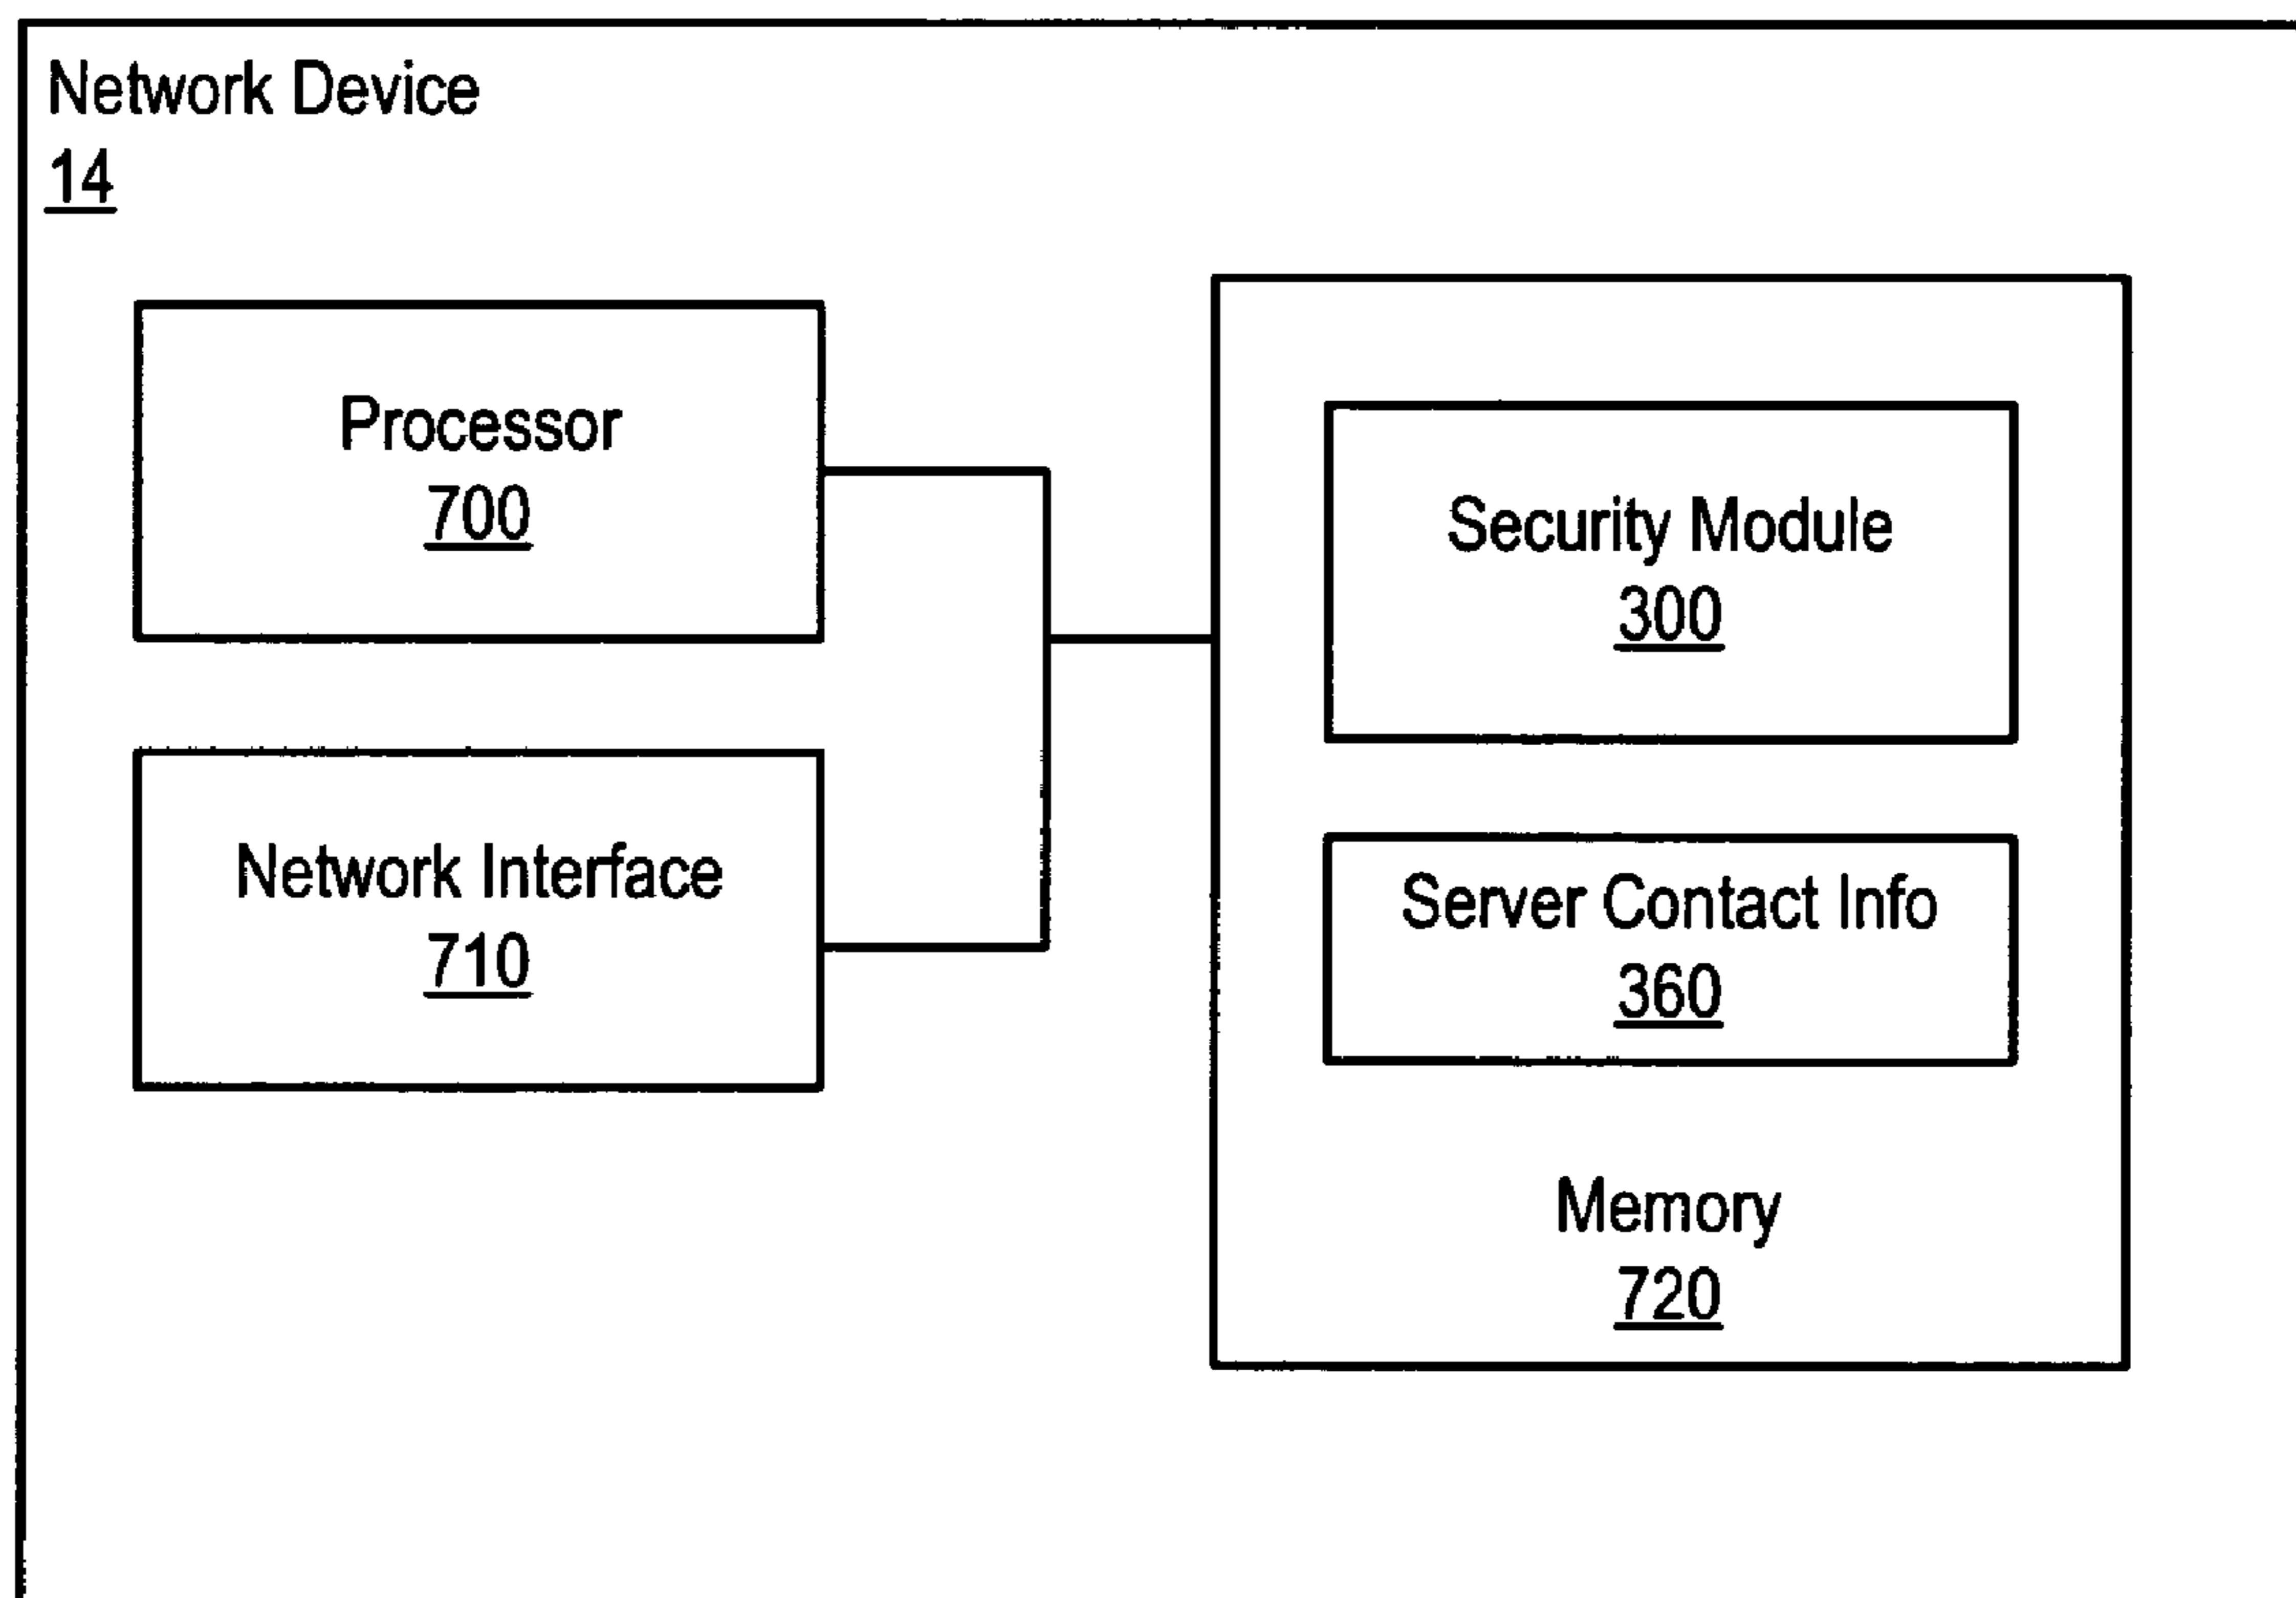 Network Device
14
Processor
700
Network Interface
710
Security Module
300
Server Contact Info
360
Memory
720